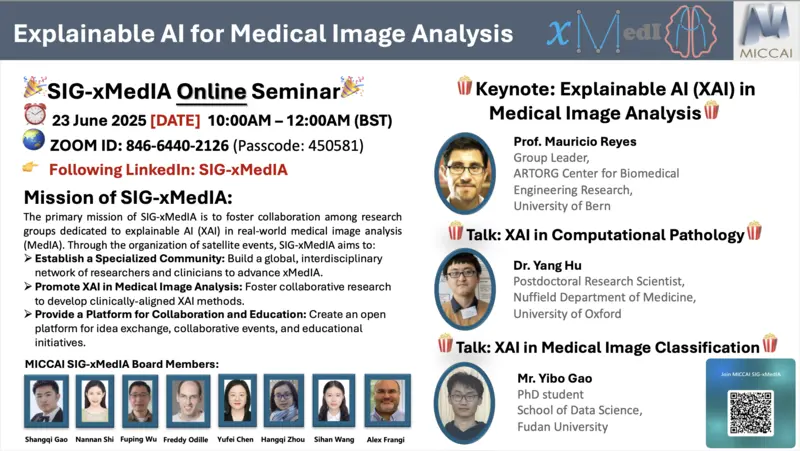 Explainable AI for Medical Image Analysis
xMedI
MICCAI
SIG-xMedIA Online Seminar
23 June 2025 [DATE] 10:00AM – 12:00AM (BST)
ZOOM ID: 846-6440-2126 (Passcode: 450581)
Following LinkedIn: SIG-xMedIA
Mission of SIG-xMedIA:
The primary mission of SIG-xMedIA is to foster collaboration among research
groups dedicated to explainable AI (XAI) in real-world medical image analysis
(MedIA). Through the organization of satellite events, SIG-xMedIA aims to:
➢ Establish a Specialized Community: Build a global, interdisciplinary
network of researchers and clinicians to advance xMedIA.
➢ Promote XAI in Medical Image Analysis: Foster collaborative research
to develop clinically-aligned XAI methods.
➢ Provide a Platform for Collaboration and Education: Create an open
platform for idea exchange, collaborative events, and educational
initiatives.
MICCAI SIG-xMedIA Board Members:
Shangqi Gao Nannan Shi Fuping Wu Freddy Odille Yufei Chen Hangqi Zhou Sihan Wang Alex Frangi
Keynote: Explainable AI (XAI) in
Medical Image Analysis
Prof. Mauricio Reyes
Group Leader,
ARTORG Center for Biomedical
Engineering Research,
University of Bern
Talk: XAI in Computational Pathology
Dr. Yang Hu
Postdoctoral Research Scientist,
Nuffield Department of Medicine,
University of Oxford
Talk: XAI in Medical Image Classification
Mr. Yibo Gao
PhD student
School of Data Science,
Fudan University
Join MICCAI SIG-xMedIA